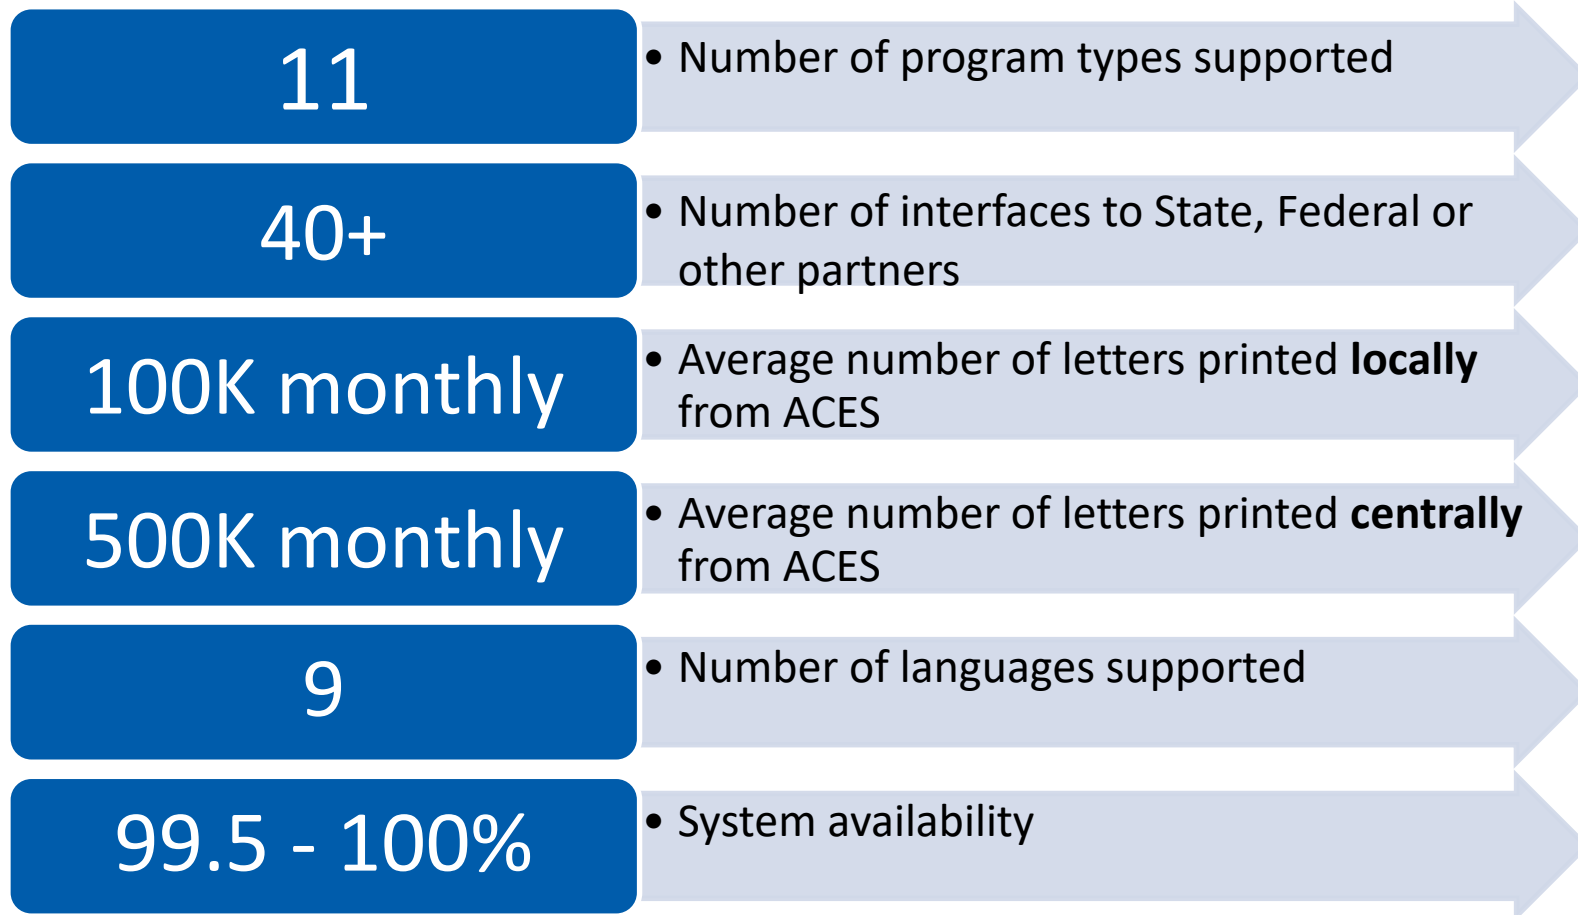 11
• Number of program types supported
40+
• Number of interfaces to State, Federal or
other partners
100K monthly
• Average number of letters printed locally
from ACES
500K monthly
• Average number of letters printed centrally
from ACES
9
• Number of languages supported
99.5 - 100%
• System availability